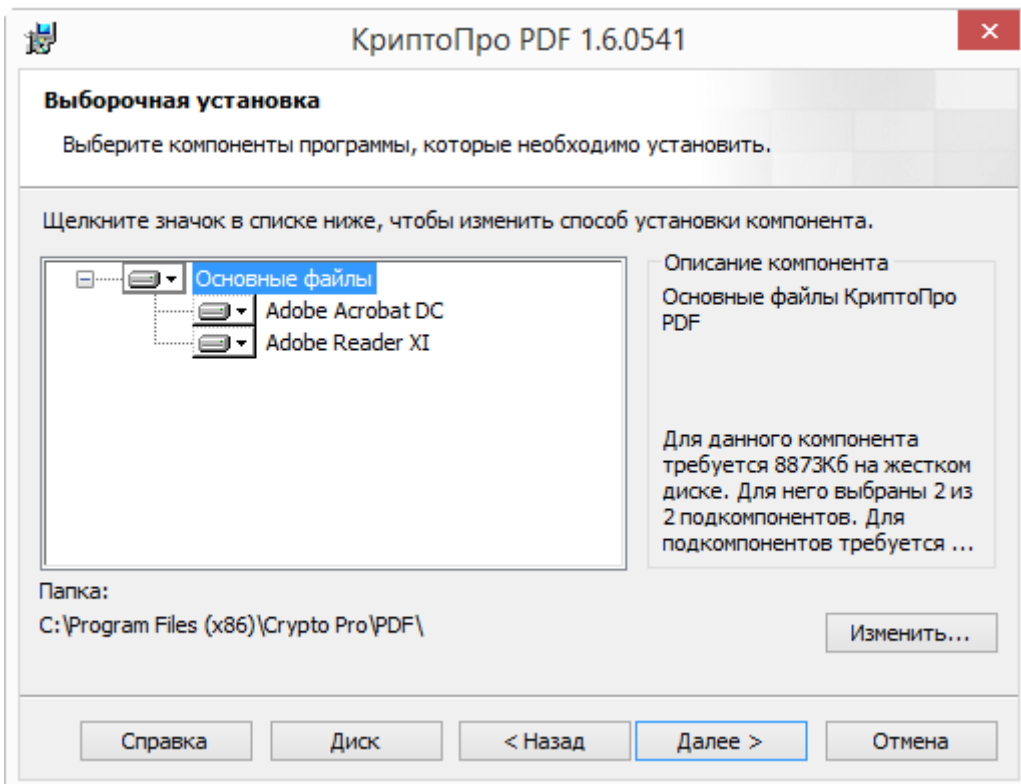 КриптоПро PDF 1.6.0541
Выборочная установка
Выберите компоненты программы, которые необходимо установить.
Щелкните значок в списке ниже, чтобы изменить способ установки компонента.
Основные файлы
Adobe Acrobat DC
Adobe Reader XI
Описание компонента
Основные файлы КриптоПро
PDF
Для данного компонента
требуется 8873Кб на жестком
диске. Для него выбраны 2 из
2 подкомпонентов. Для
подкомпонентов требуется ...
Папка:
C:\Program Files (x86)\Crypto Pro\PDF\
Изменить...
Справка
Диск
< Назад
Далее >
Отмена